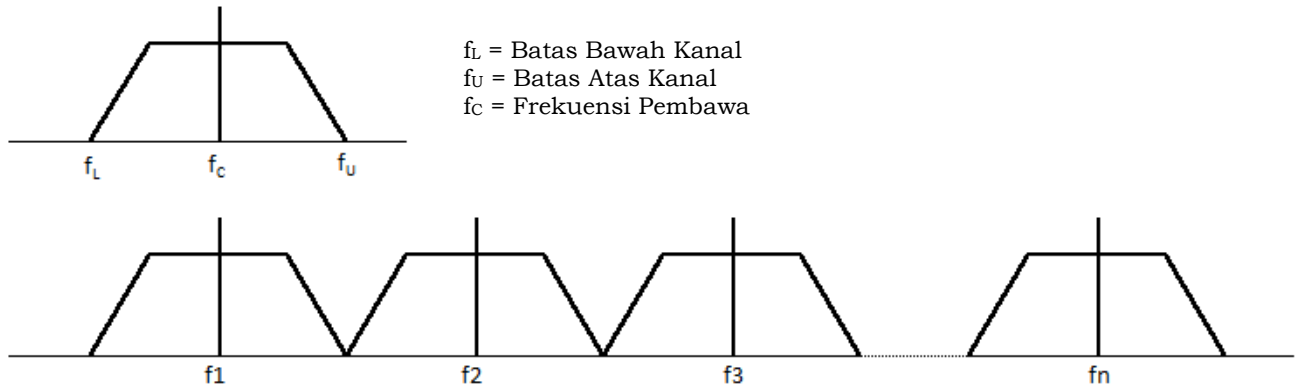 fL = Batas Bawah Kanal
fU = Batas Atas Kanal
fC = Frekuensi Pembawa
fL fC fU
f1 f2 f3 fn